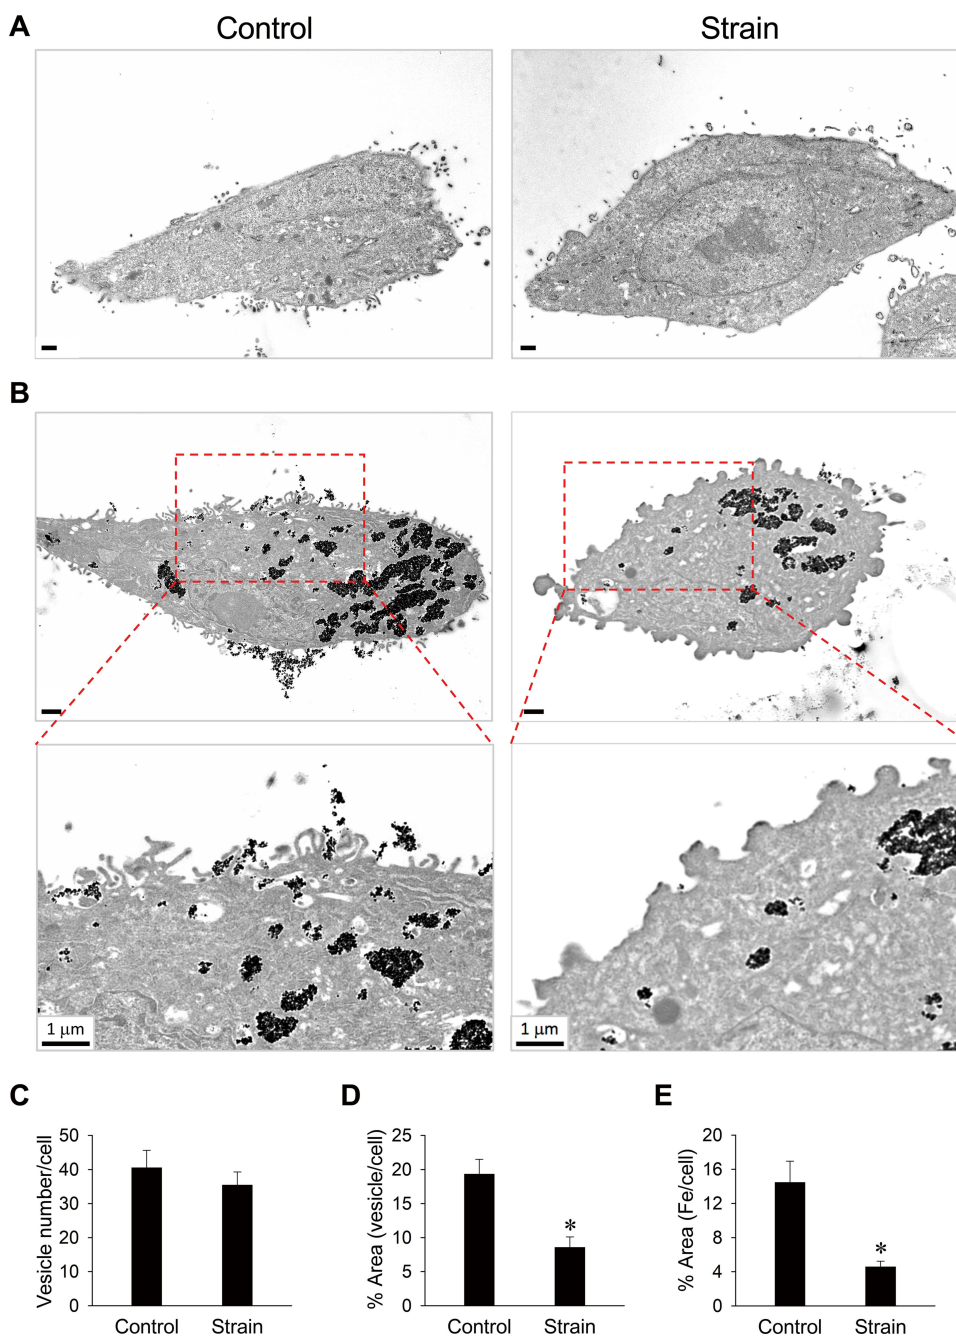 A
Control
Strain
B
1 μm
1 μm
C
D
E
Vesicle number/cell
50
40
30
20
10
0
Control
Strain
% Area (vesicle/cell)
25
20
15
10
5
0
*
Control
Strain
% Area (Fe/cell)
20
16
12
8
4
0
*
Control
Strain